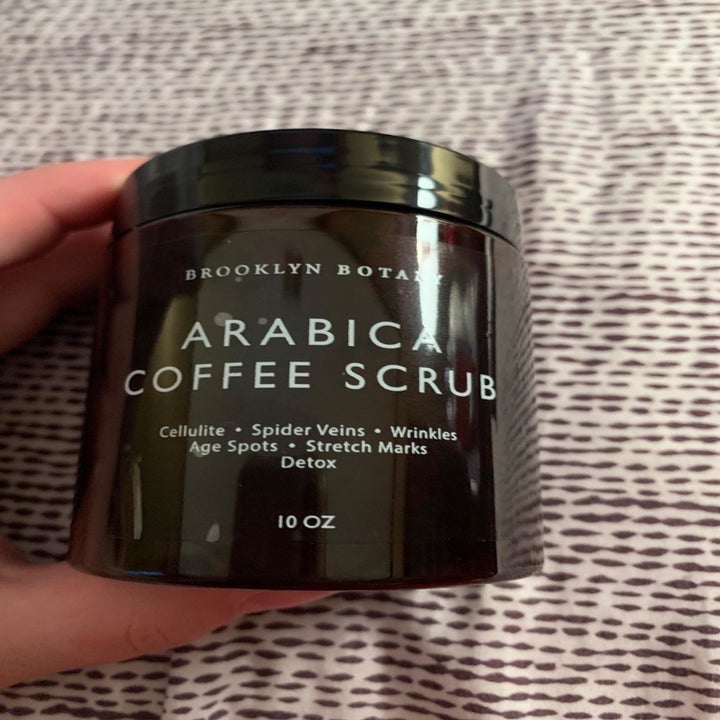 BROOKLYN BOTANY
ARABICA
COFFEE SCRUB
Cellulite • Spider Veins • Wrinkles
Age Spots • Stretch Marks
Detox
10 OZ